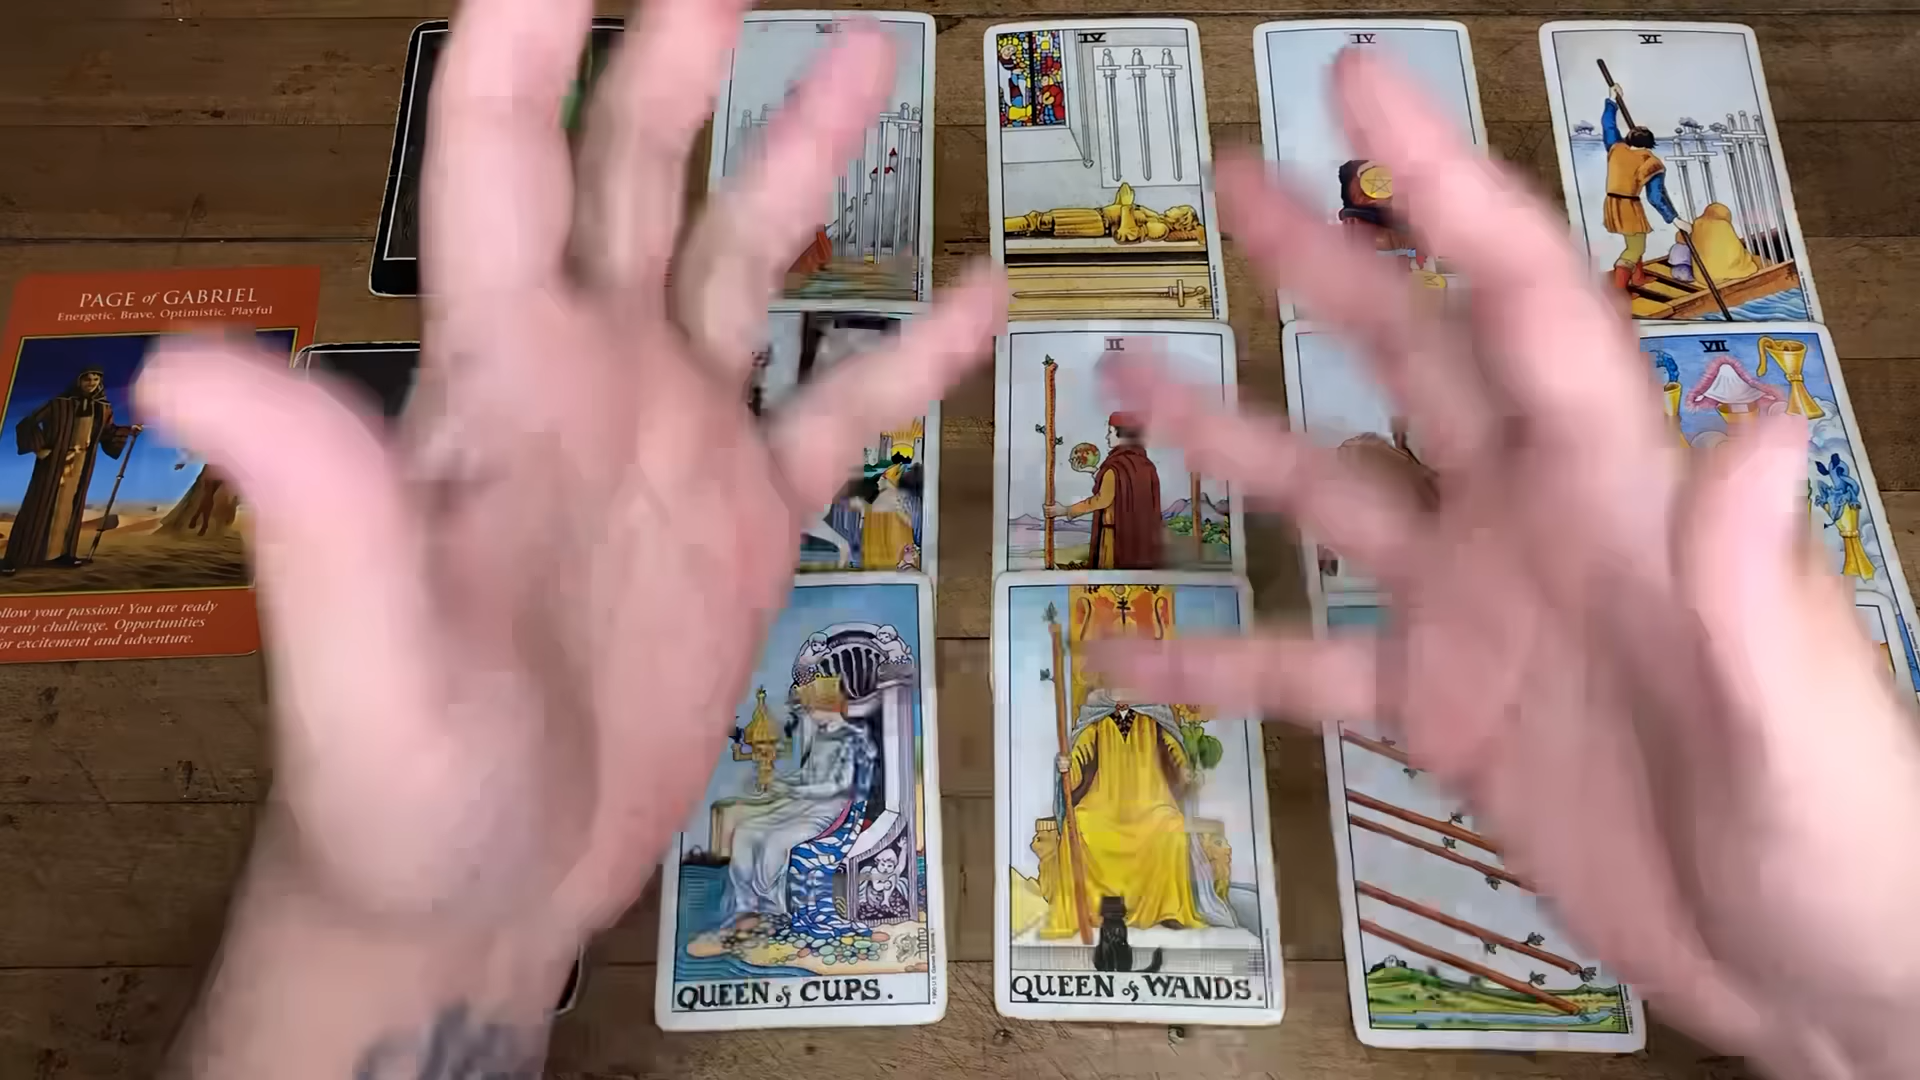 IV
IV
VI
PAGE of GABRIEL
Energetic, Brave, Optimistic, Playful
II
VII
ollow your passion! You are ready
or any challenge. Opportunities
for excitement and adventure.
QUEEN of CUPS.
QUEEN of WANDS.